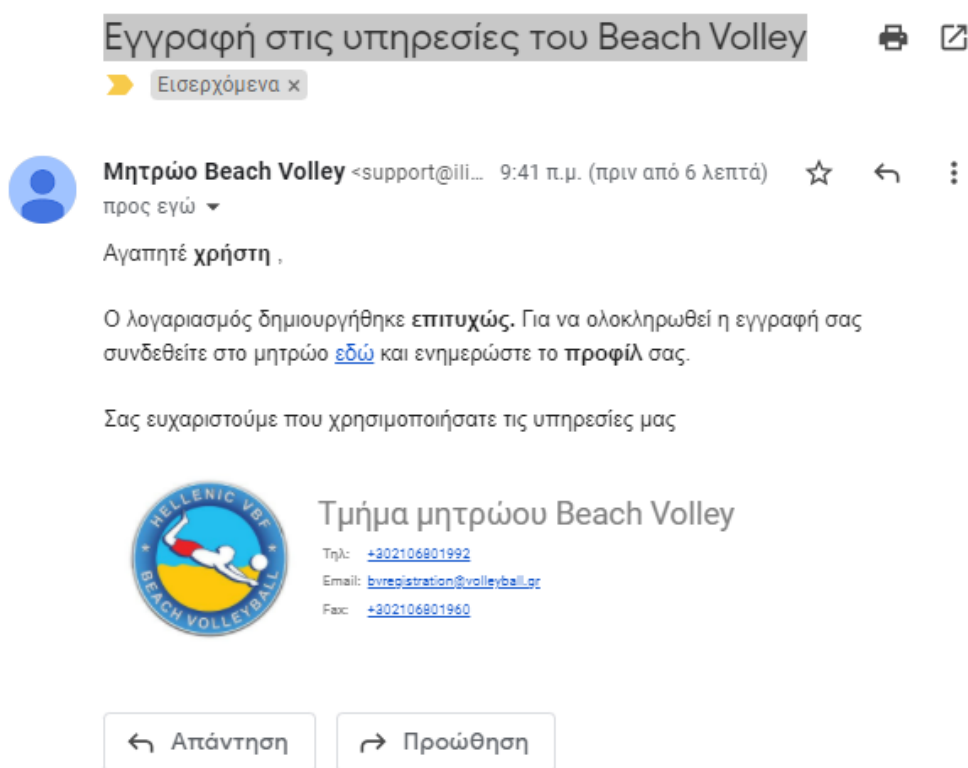 Εγγραφή στις υπηρεσίες του Beach Volley
Εισερχόμενα ×
Μητρώο Beach Volley <support@ili... 9:41 π.μ. (πριν από 6 λεπτά)
προς εγώ
Αγαπητέ χρήστη ,
Ο λογαριασμός δημιουργήθηκε επιτυχώς. Για να ολοκληρωθεί η εγγραφή σας
συνδεθείτε στο μητρώο εδώ και ενημερώστε το προφίλ σας.
Σας ευχαριστούμε που χρησιμοποιήσατε τις υπηρεσίες μας
HELLENIC VBF
BEACH VOLLEYBALL
Τμήμα μητρώου Beach Volley
Τηλ: +302106801992
Email: bvregistration@volleyball.gr
Fax: +302106801960
Απάντηση
Προώθηση